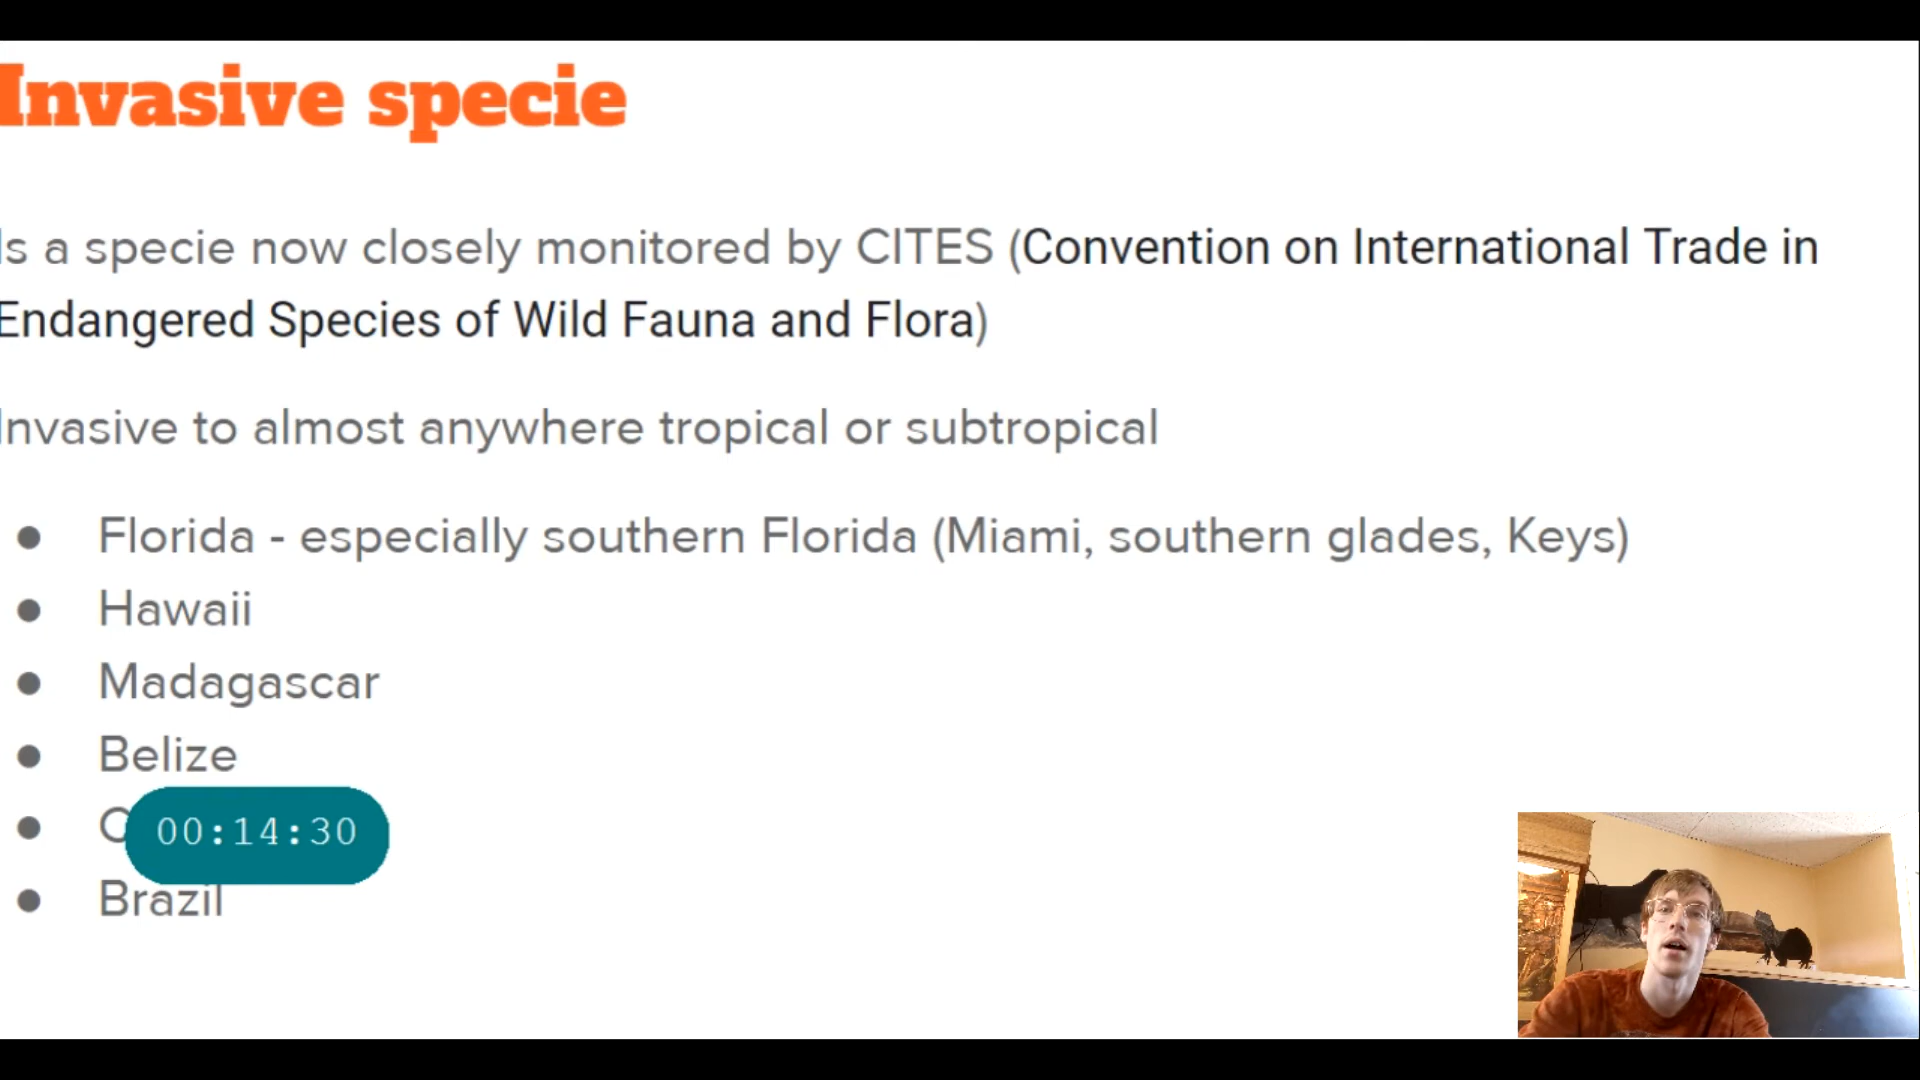 Invasive specie
Is a specie now closely monitored by CITES (Convention on International Trade in
Endangered Species of Wild Fauna and Flora)
Invasive to almost anywhere tropical or subtropical
● Florida - especially southern Florida (Miami, southern glades, Keys)
● Hawaii
● Madagascar
● Belize
●
00:14:30
● Brazil